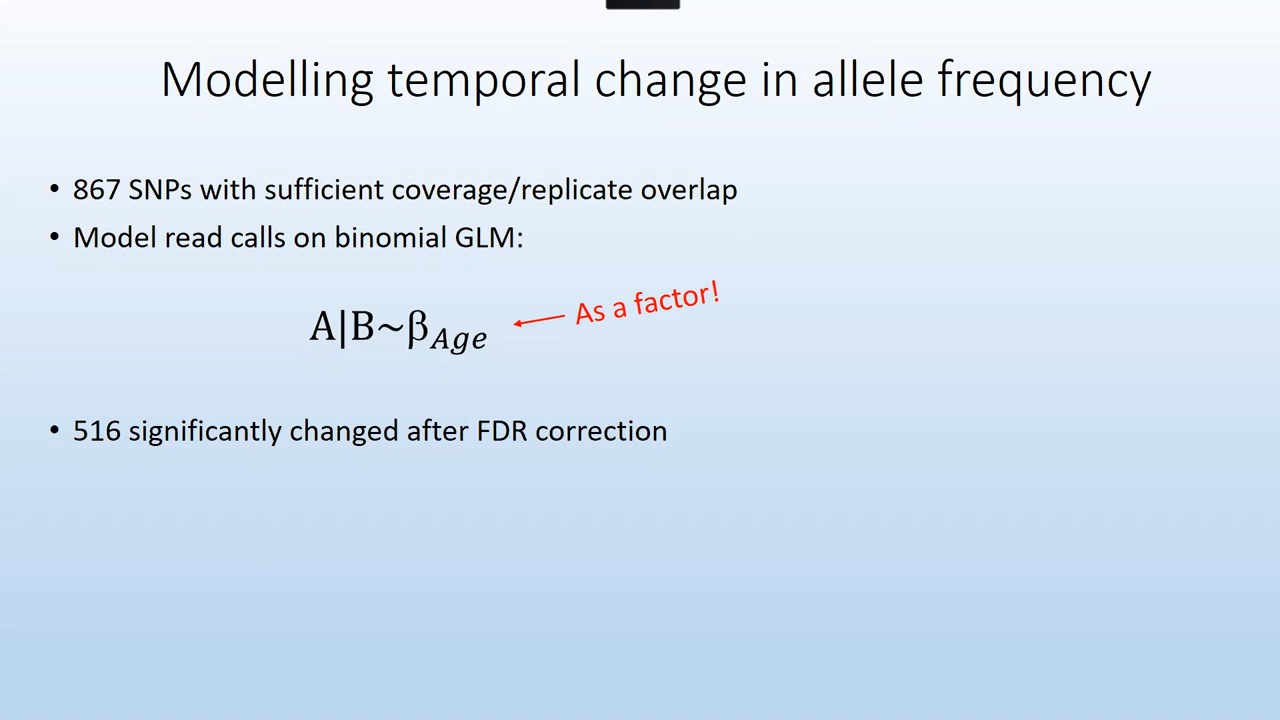 Modelling temporal change in allele frequency
• 867 SNPs with sufficient coverage/replicate overlap
• Model read calls on binomial GLM:
As a factor!
A|B~β_Age
• 516 significantly changed after FDR correction